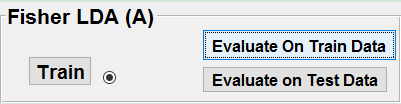 Fisher LDA (A)
Evaluate On Train Data
Train
Evaluate on Test Data